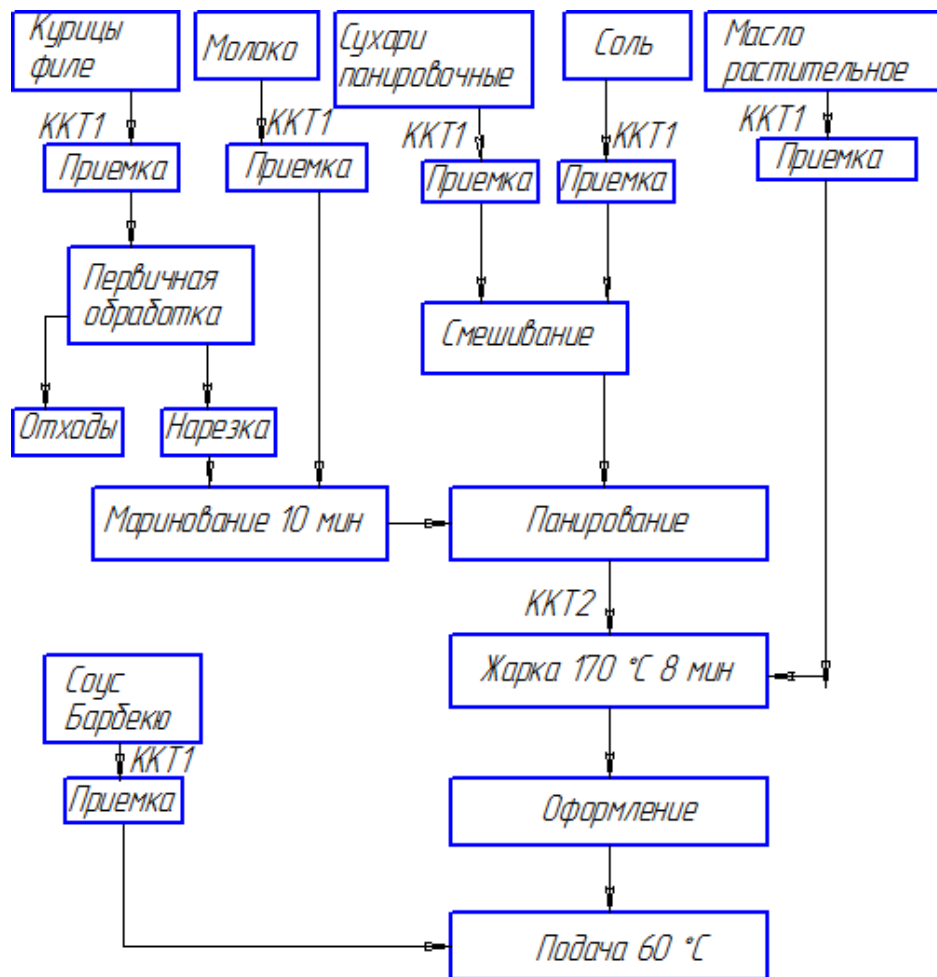 Курицы
филе
Молоко
Сухари
панировочные
Соль
Масло
растительное
ККТ1
ККТ1
ККТ1
ККТ1
ККТ1
Приемка
Приемка
Приемка
Приемка
Приемка
Первичная
обработка
Смешивание
Отходы
Нарезка
Маринование 10 мин
Панирование
ККТ2
Жарка 170 °С 8 мин
Соус
Барбекю
ККТ1
Приемка
Оформление
Подача 60 °С